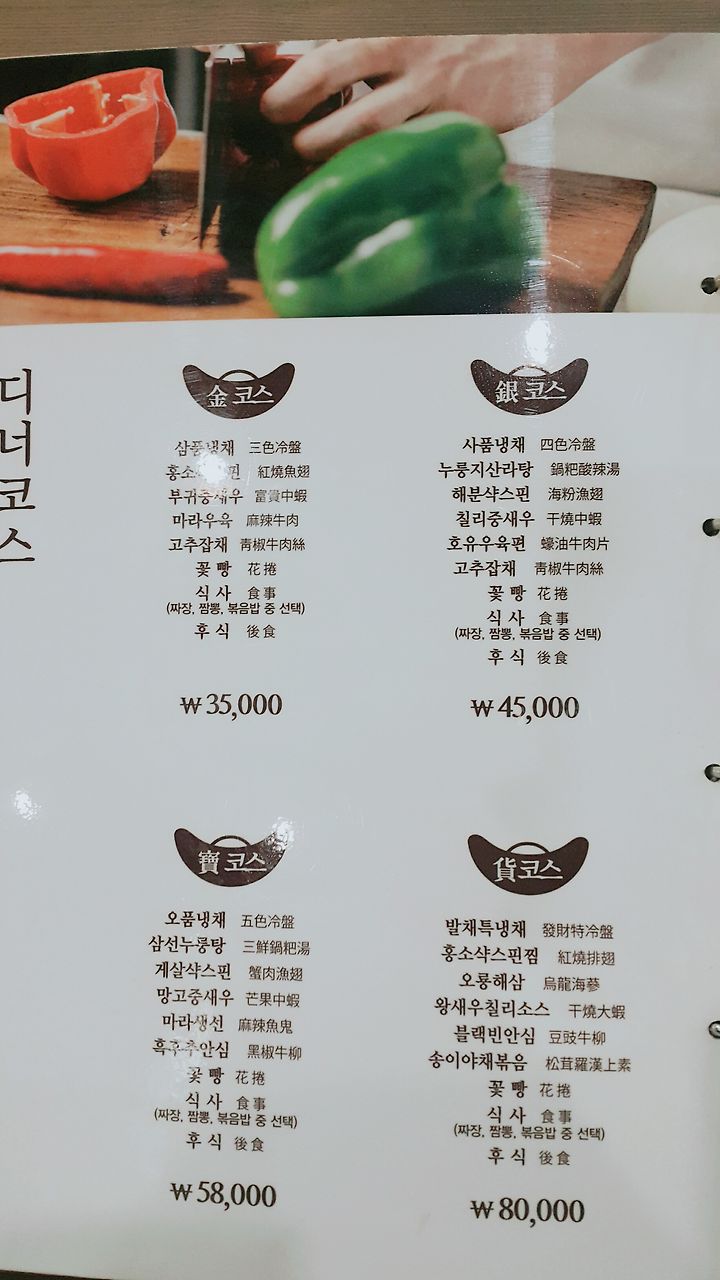 디너코스
金 코스
삼품냉채 三色冷盤
紅燒魚翅
부귀중새우 富貴中蝦
마라우육 麻辣牛肉
고추잡채 靑椒牛肉絲
꽃빵 花捲
식사 食事
(짜장, 짬뽕, 볶음밥 중 선택)
후식 後食
₩ 35,000
銀 코스
사품냉채 四色冷盤
누룽지산라탕 鍋粑酸辣湯
해분샥스핀 海粉漁翅
칠리중새우 干燒中蝦
호유우육편 蠔油牛肉片
고추잡채 靑椒牛肉絲
꽃빵 花捲
식사 食事
(짜장, 짬뽕, 볶음밥 중 선택)
후식 後食
₩ 45,000
寶 코스
오품냉채 五色冷盤
삼선누룽탕 三鮮鍋粑湯
게살샥스핀 蟹肉漁翅
망고중새우 芒果中蝦
마라생선 麻辣魚鬼
흑후추안심 黑椒牛柳
꽃빵 花捲
식사 食事
(짜장, 짬뽕, 볶음밥 중 선택)
후식 後食
₩ 58,000
貨 코스
발채특냉채 發財特冷盤
홍소샥스핀찜 紅燒排翅
오룡해삼 烏龍海蔘
왕새우칠리소스 干燒大蝦
블랙빈안심 豆豉牛柳
송이야채볶음 松茸羅漢上素
꽃빵 花捲
식사 食事
(짜장, 짬뽕, 볶음밥 중 선택)
후식 後食
₩ 80,000